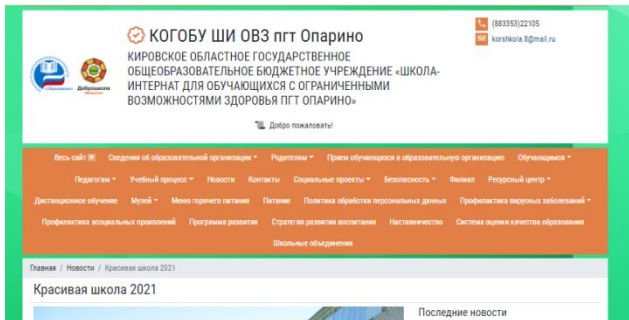 КОГОБУ ШИ ОВЗ пгт Опарино
(883353)22105
korshkola.8@mail.ru
КИРОВСКОЕ ОБЛАСТНОЕ ГОСУДАРСТВЕННОЕ
ОБЩЕОБРАЗОВАТЕЛЬНОЕ БЮДЖЕТНОЕ УЧРЕЖДЕНИЕ «ШКОЛА-
ИНТЕРНАТ ДЛЯ ОБУЧАЮЩИХСЯ С ОГРАНИЧЕННЫМИ
ВОЗМОЖНОСТЯМИ ЗДОРОВЬЯ ПГТ ОПАРИНО»
Доброшкола
Добро пожаловать!
Весь сайт Сведения об образовательной организации Родителям Прием обучающихся в образовательную организацию Обучающимся
Педагогам Учебный процесс Новости Контакты Социальные проекты Безопасность Филиал Ресурсный центр
Дистанционное обучение Музей Меню горячего питания Питание Политика обработки персональных данных Профилактика вирусных заболеваний
Профилактика асоциальных проявлений Программа развития Стратегия развития воспитания Наставничество Система оценки качества образования
Школьные объединения
Главная / Новости / Красивая школа 2021
Красивая школа 2021
Последние новости